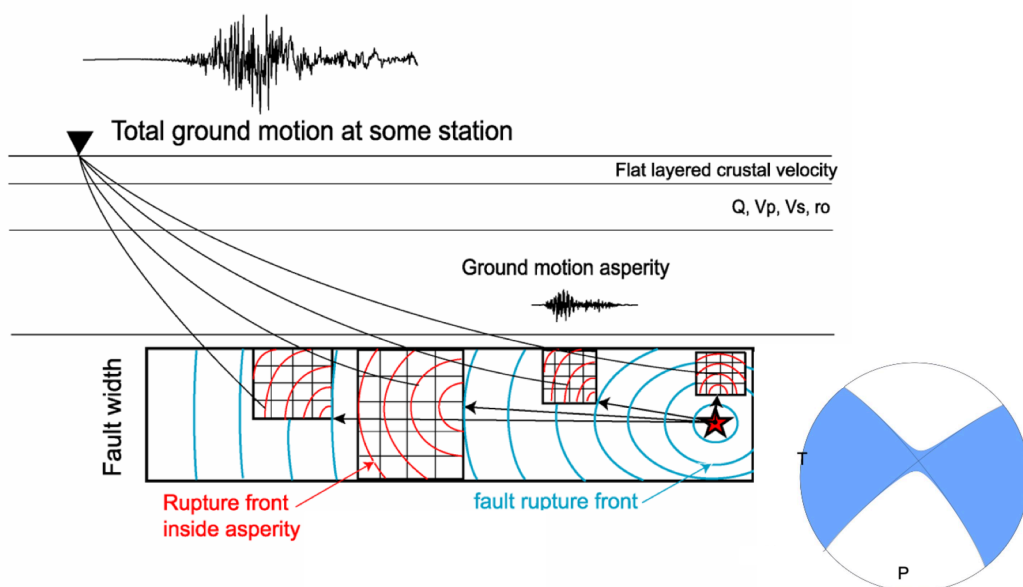 Total ground motion at some station
Flat layered crustal velocity
Q, Vp, Vs, ro
Ground motion asperity
Fault width
Rupture front
inside asperity
fault rupture front
T
P